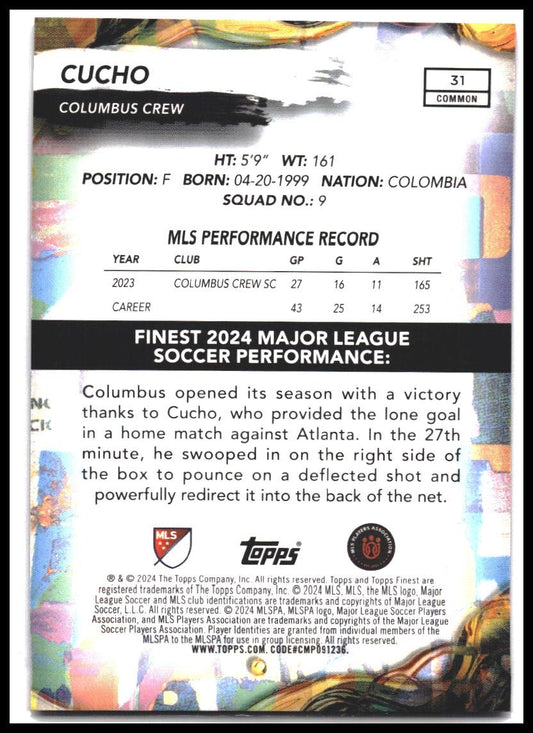 CUCHO
COLUMBUS CREW
31
COMMON
HT: 5'9" WT: 161
POSITION: F BORN: 04-20-1999 NATION: COLOMBIA
SQUAD NO.: 9
MLS PERFORMANCE RECORD
YEAR CLUB GP G A SHT
2023 COLUMBUS CREW SC 27 16 11 165
CAREER 43 25 14 253
FINEST 2024 MAJOR LEAGUE
SOCCER PERFORMANCE:
Columbus opened its season with a victory
thanks to Cucho, who provided the lone goal
in a home match against Atlanta. In the 27th
minute, he swooped in on the right side of
the box to pounce on a deflected shot and
powerfully redirect it into the back of the net.
MLS
Topps
MLS PLAYERS ASSOCIATION
® & © 2024 The Topps Company, Inc. All rights reserved. Topps and Topps Finest are
registered trademarks of The Topps Company, Inc. © 2024 MLS. MLS, the MLS logo, Major
League Soccer and MLS club identifications are trademarks and copyrights of Major League
Soccer, L.L.C. All rights reserved. © 2024 MLSPA, MLSPA logo, Major League Soccer Players
Association, and MLS Players Association are trademarks and copyrights of the Major League
Soccer Players Association. Player Identities are granted from individual members of the
MLSPA to the MLSPA for use in group licensing. All rights reserved.
WWW.TOPPS.COM. CODE#CMP091236.